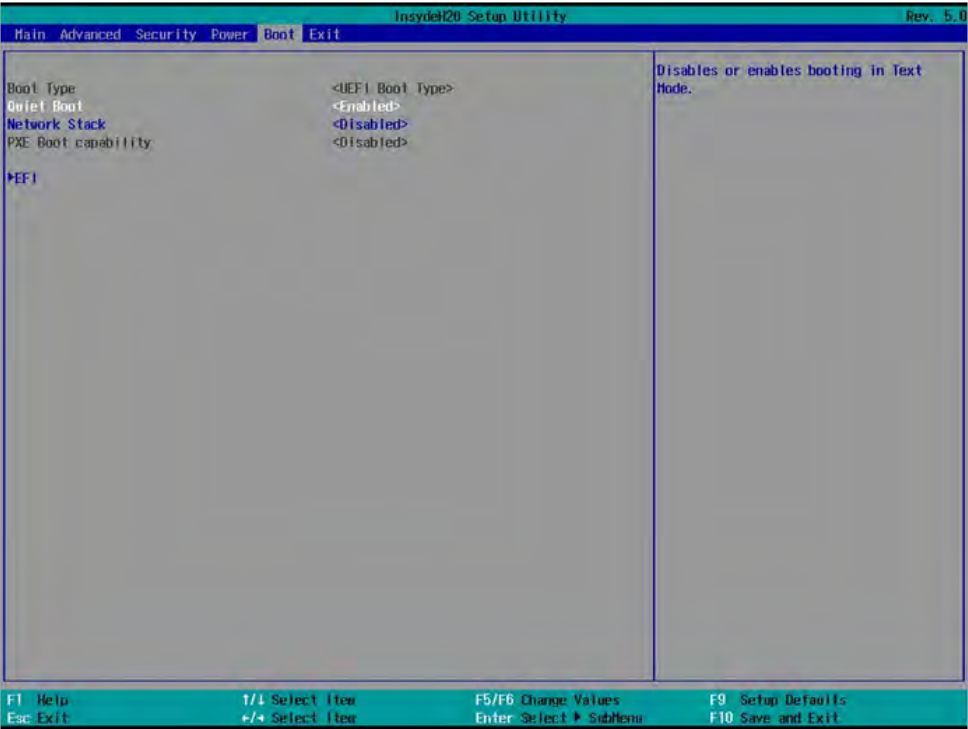 InsydeH20 Setup Utility Rev. 5.0
Main Advanced Security Power Boot Exit
Boot Type <UEFI Boot Type>
Quiet Boot <Enabled>
Network Stack <Disabled>
PXE Boot capability <Disabled>
▶EFI
Disables or enables booting in Text
Mode.
F1 Help ↑/↓ Select Item F5/F6 Change Values F9 Setup Defaults
Esc Exit ←/→ Select Item Enter Select ▶ SubMenu F10 Save and Exit